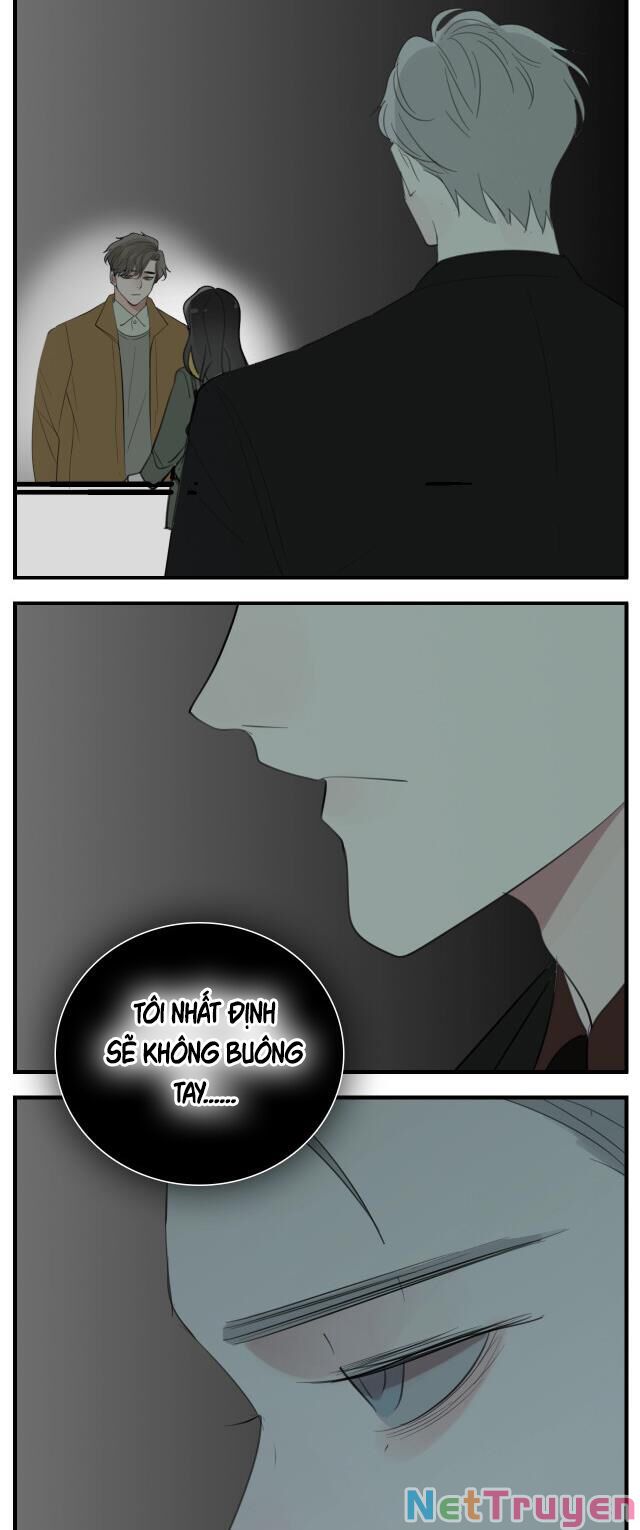 TÔI NHẤT ĐỊNH
SẼ KHÔNG BUÔNG
TAY......
NetTruyen